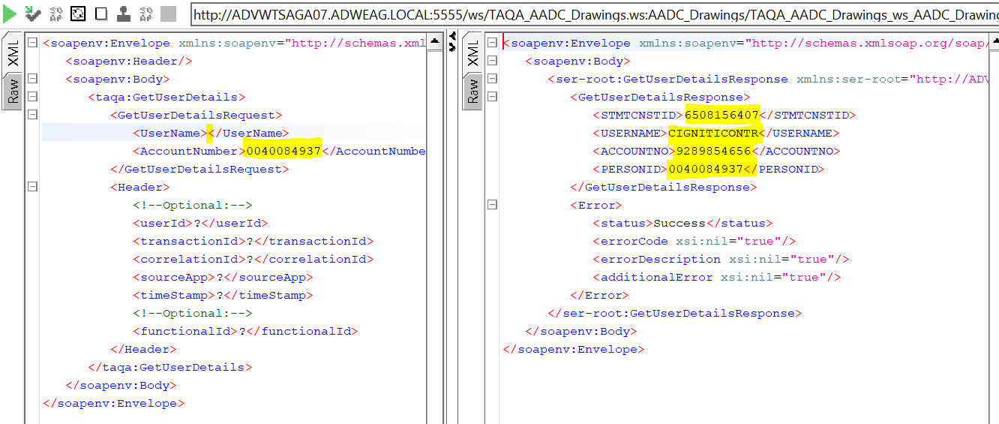 http://ADVWTSAGA07.ADWEAG.LOCAL:5555/ws/TAQA_AADC_Drawings.ws:AADC_Drawings/TAQA_AADC_Drawings_ws_AADC_Drawing
XML
Raw
<soapenv:Envelope xmlns:soapenv="http://schemas.xml
<soapenv:Header/>
<soapenv:Body>
<taqa:GetUserDetails>
<GetUserDetailsRequest>
<UserName></UserName>
<AccountNumber>0040084937</AccountNumbe
</GetUserDetailsRequest>
<Header>
<!--Optional:-->
<userId>?</userId>
<transactionId>?</transactionId>
<correlationId>?</correlationId>
<sourceApp>?</sourceApp>
<timeStamp>?</timeStamp>
<!--Optional:-->
<functionalId>?</functionalId>
</Header>
</taqa:GetUserDetails>
</soapenv:Body>
</soapenv:Envelope>
XML
Raw
<soapenv:Envelope xmlns:soapenv="http://schemas.xmlsoap.org/soap/
<soapenv:Body>
<ser-root:GetUserDetailsResponse xmlns:ser-root="http://ADV
<GetUserDetailsResponse>
<STMTCNSTID>6508156407</STMTCNSTID>
<USERNAME>CIGNITICONTR</USERNAME>
<ACCOUNTNO>9289854656</ACCOUNTNO>
<PERSONID>0040084937</PERSONID>
</GetUserDetailsResponse>
<Error>
<status>Success</status>
<errorCode xsi:nil="true"/>
<errorDescription xsi:nil="true"/>
<additionalError xsi:nil="true"/>
</Error>
</ser-root:GetUserDetailsResponse>
</soapenv:Body>
</soapenv:Envelope>